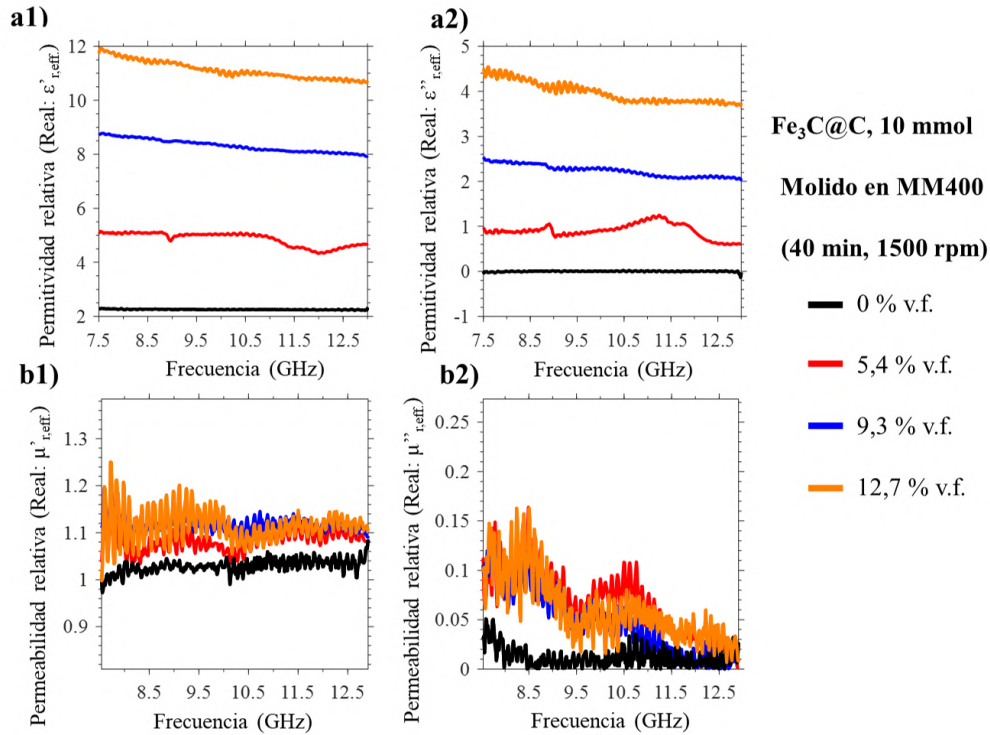 a1)
Permitividad relativa (Real: ε’r,eff.)
12
10
8
6
4
2
7.5
8.5
9.5
10.5
11.5
12.5
Frecuencia (GHz)
a2)
Permitividad relativa (Real: ε”r,eff.)
5
4
3
2
1
0
-1
7.5
8.5
9.5
10.5
11.5
12.5
Frecuencia (GHz)
Fe3C@C, 10 mmol
Molido en MM400
(40 min, 1500 rpm)
0 % v.f.
5,4 % v.f.
9,3 % v.f.
12,7 % v.f.
b1)
Permeabilidad relativa (Real: μ’r,eff.)
1.3
1.2
1.1
1
0.9
8.5
9.5
10.5
11.5
12.5
Frecuencia (GHz)
b2)
Permeabilidad relativa (Real: μ”r,eff.)
0.25
0.2
0.15
0.1
0.05
0
8.5
9.5
10.5
11.5
12.5
Frecuencia (GHz)